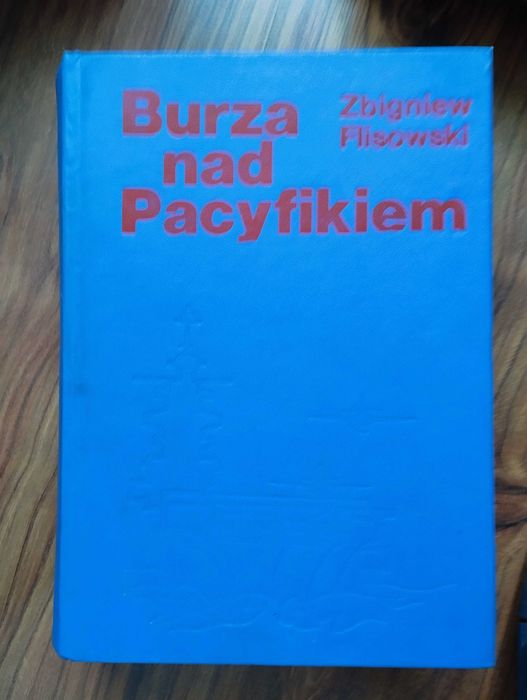 Burza
nad
Pacyfikiem
Zbigniew
Flisowski